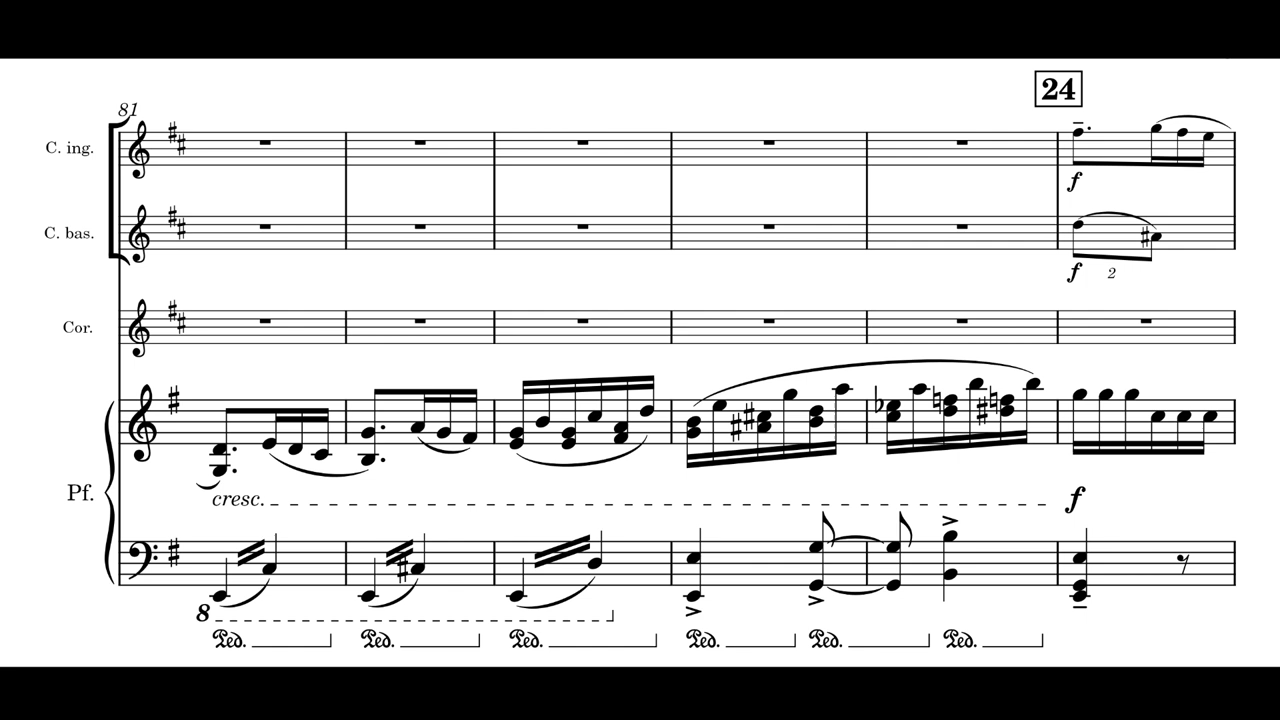 24
81
C. ing.
f
C. bas.
f 2
Cor.
Pf.
cresc. f
8
Ped. Ped. Ped. Ped. Ped. Ped.